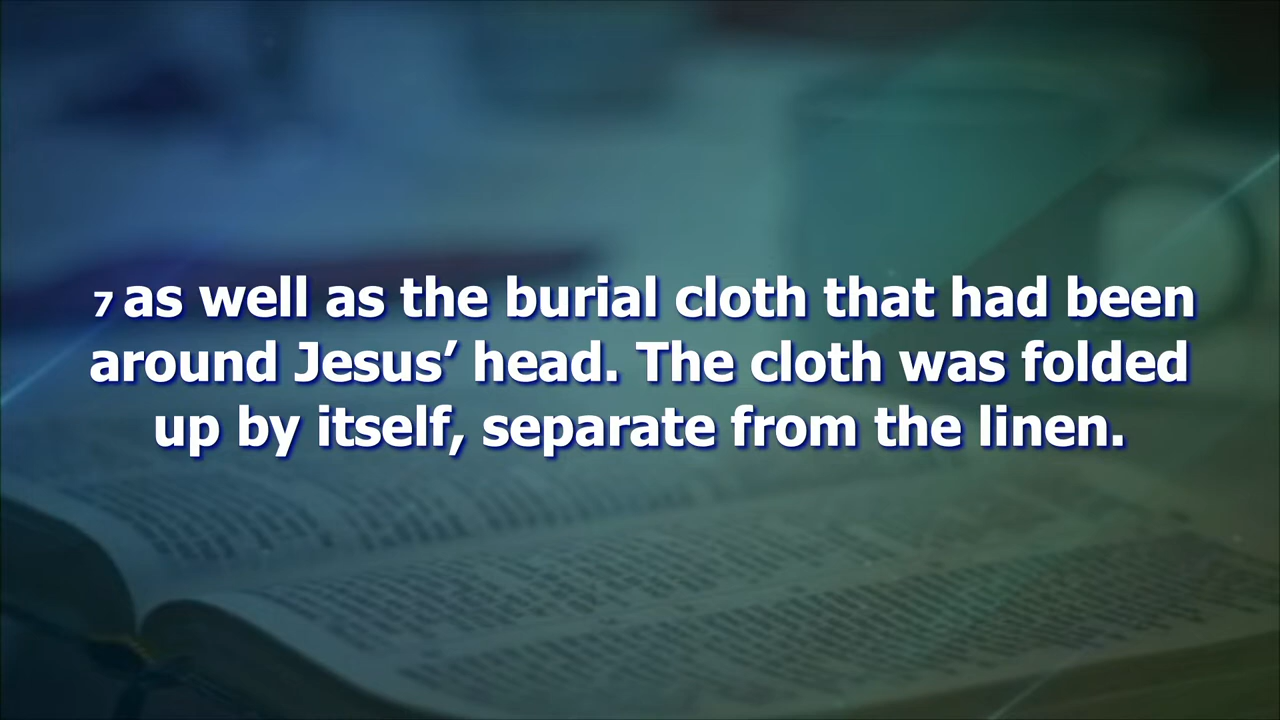 7 as well as the burial cloth that had been
around Jesus’ head. The cloth was folded
up by itself, separate from the linen.